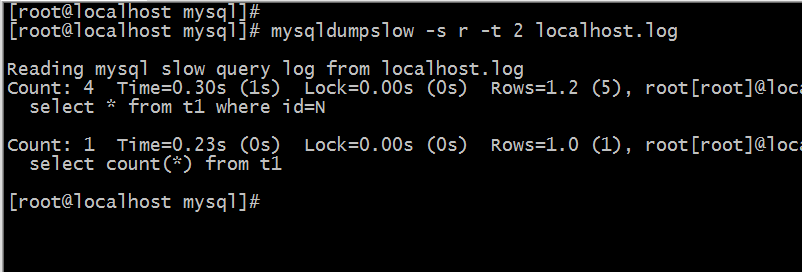 [root@localhost mysql]#
[root@localhost mysql]# mysqldumpslow -s r -t 2 localhost.log
Reading mysql slow query log from localhost.log
Count: 4  Time=0.30s (1s)  Lock=0.00s (0s)  Rows=1.2 (5), root[root]@loca
select * from t1 where id=N
Count: 1  Time=0.23s (0s)  Lock=0.00s (0s)  Rows=1.0 (1), root[root]@loca
select count(*) from t1
[root@localhost mysql]#